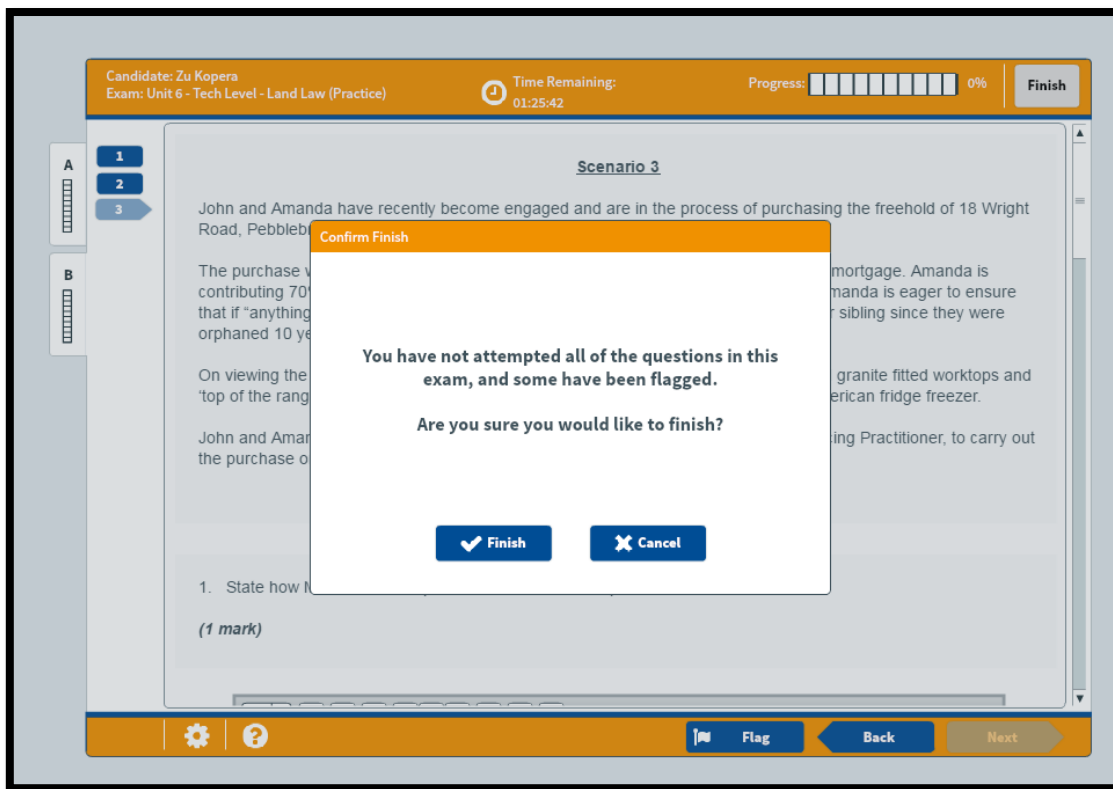 Candidate: Zu Kopera
Exam: Unit 6 - Tech Level - Land Law (Practice)
Time Remaining:
01:25:42
Progress:
0%
Finish
A
B
1
2
3
Scenario 3
John and Amanda have recently become engaged and are in the process of purchasing the freehold of 18 Wright
Road,
Confirm Finish
The purchase
mortgage. Amanda is
contributing
manda is eager to ensure
that if “anything
sibling since they were
orphaned 10
You have not attempted all of the questions in this
exam, and some have been flagged.
Are you sure you would like to finish?
On viewing the
granite fitted worktops and
‘top of the rang
erican fridge freezer.
John and Aman
ing Practitioner, to carry out
the purchase
Finish
Cancel
1. State how
(1 mark)
Flag
Back
Next